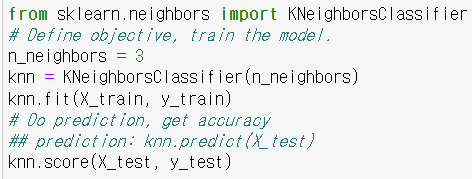 from sklearn.neighbors import KNeighborsClassifier
# Define objective, train the model.
n_neighbors = 3
knn = KNeighborsClassifier(n_neighbors)
knn.fit(X_train, y_train)
# Do prediction, get accuracy
## prediction: knn.predict(X_test)
knn.score(X_test, y_test)